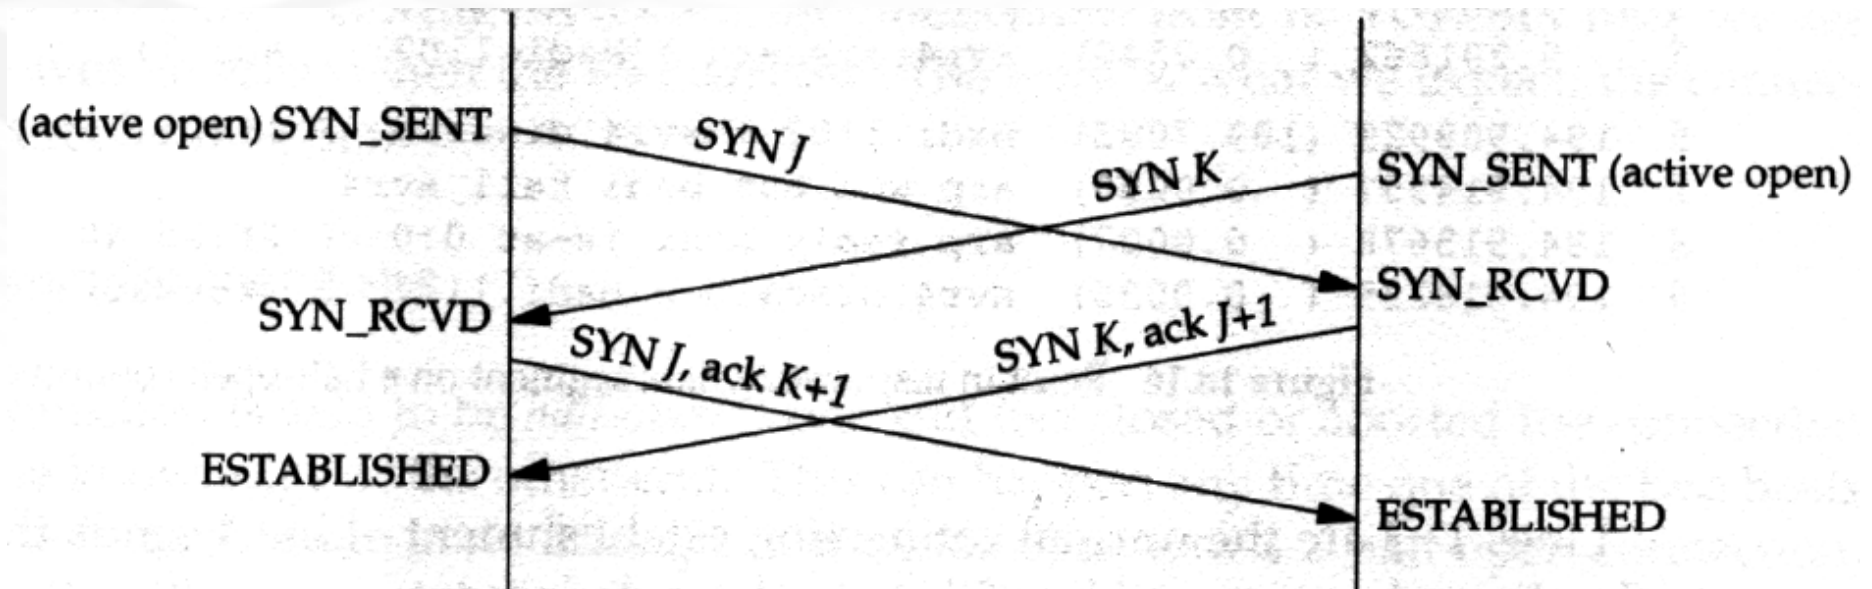 (active open) SYN_SENT
SYN J
SYN K
SYN_SENT (active open)
SYN_RCVD
SYN_RCVD
SYN J, ack K+1
SYN K, ack J+1
ESTABLISHED
ESTABLISHED